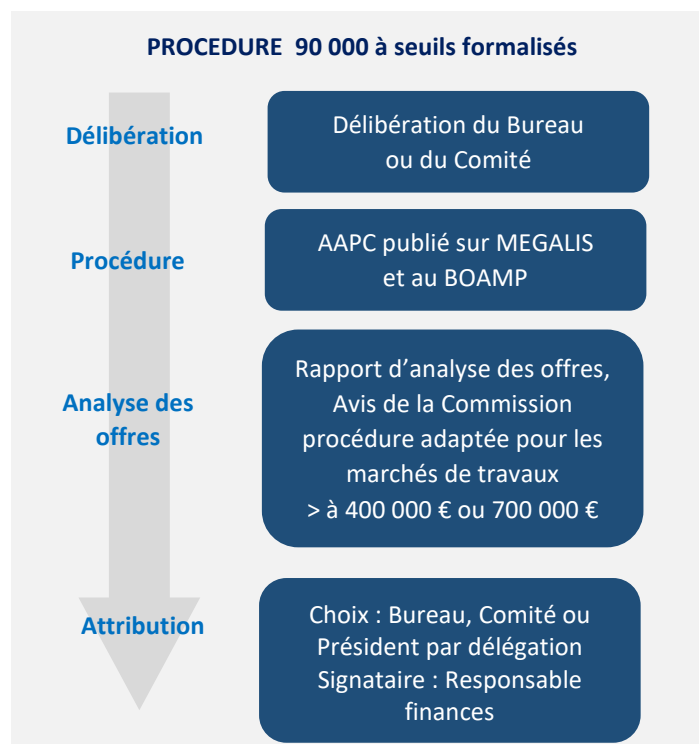 PROCEDURE 90 000 à seuils formalisés
Délibération
Délibération du Bureau
ou du Comité
Procédure
AAPC publié sur MEGALIS
et au BOAMP
Analyse des
offres
Rapport d’analyse des offres,
Avis de la Commission
procédure adaptée pour les
marchés de travaux
> à 400 000 € ou 700 000 €
Attribution
Choix : Bureau, Comité ou
Président par délégation
Signataire : Responsable
finances